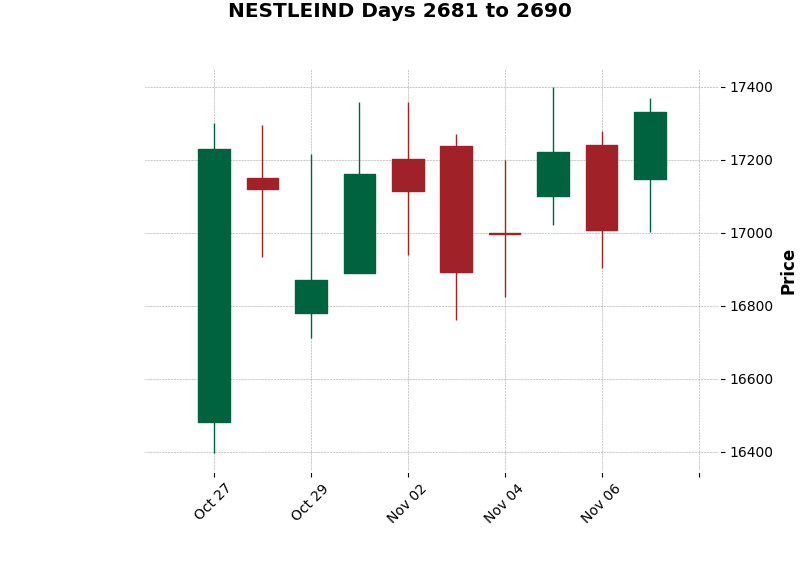 NESTLEIND Days 2681 to 2690
17400
17200
17000
16800
16600
16400
Price
Oct 27
Oct 29
Nov 02
Nov 04
Nov 06